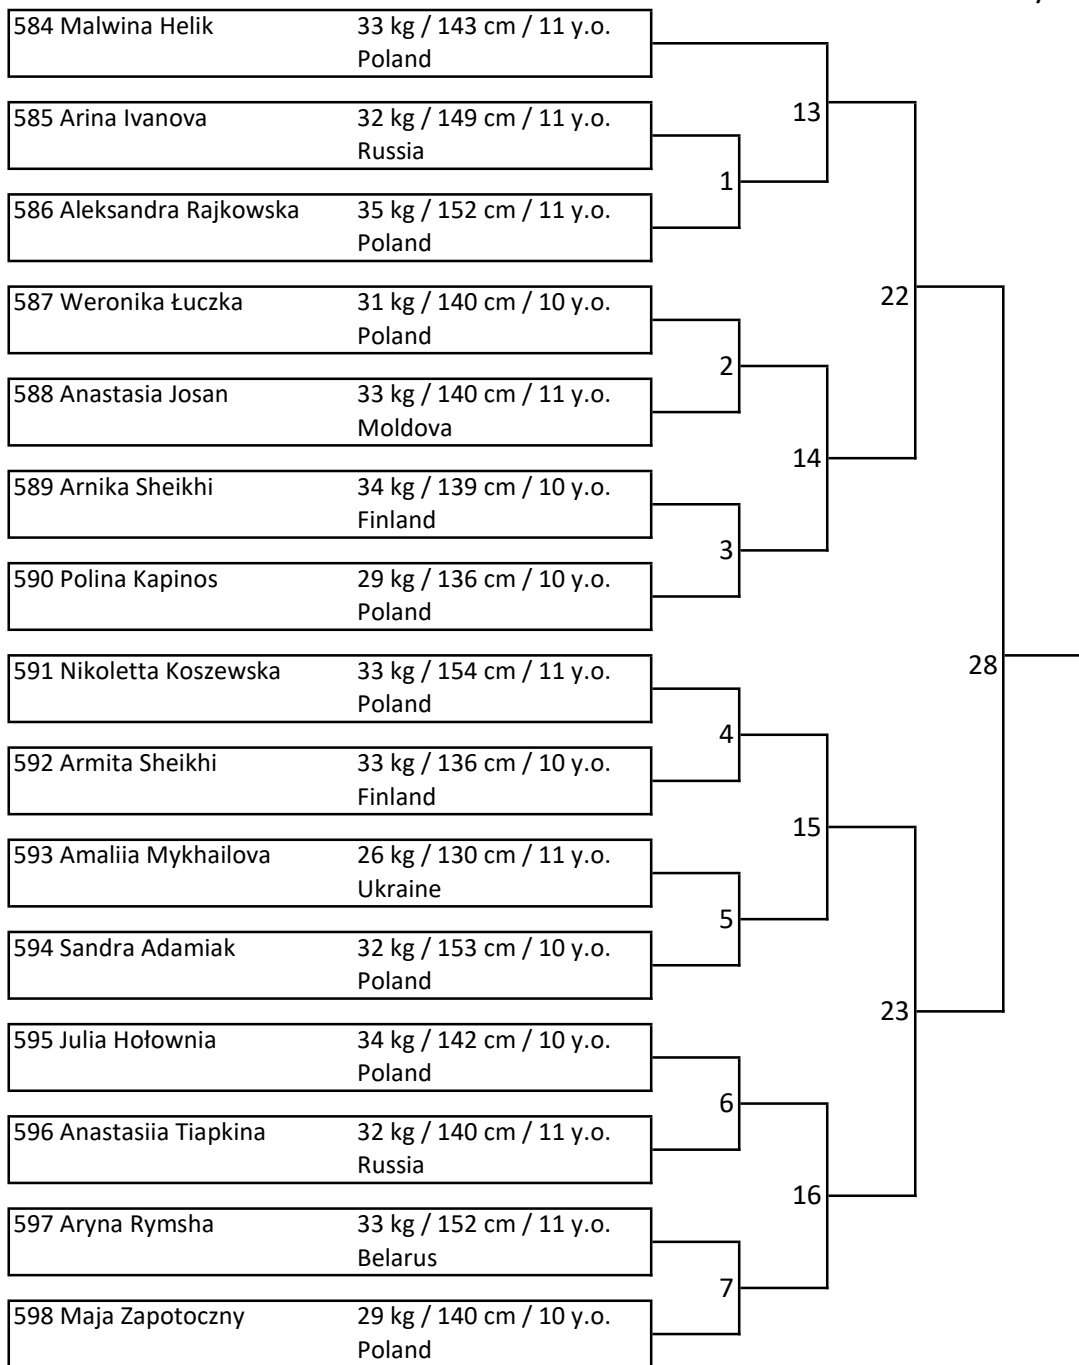 584 Malwina Helik 33 kg / 143 cm / 11 y.o.
Poland
13
585 Arina Ivanova 32 kg / 149 cm / 11 y.o.
Russia
1
586 Aleksandra Rajkowska 35 kg / 152 cm / 11 y.o.
Poland
22
587 Weronika Łuczka 31 kg / 140 cm / 10 y.o.
Poland
2
588 Anastasia Josan 33 kg / 140 cm / 11 y.o.
Moldova
14
589 Arnika Sheikhi 34 kg / 139 cm / 10 y.o.
Finland
3
590 Polina Kapinos 29 kg / 136 cm / 10 y.o.
Poland
28
591 Nikoletta Koszewska 33 kg / 154 cm / 11 y.o.
Poland
4
592 Armita Sheikhi 33 kg / 136 cm / 10 y.o.
Finland
15
593 Amaliia Mykhailova 26 kg / 130 cm / 11 y.o.
Ukraine
5
594 Sandra Adamiak 32 kg / 153 cm / 10 y.o.
Poland
23
595 Julia Hołownia 34 kg / 142 cm / 10 y.o.
Poland
6
596 Anastasiia Tiapkina 32 kg / 140 cm / 11 y.o.
Russia
16
597 Aryna Rymsha 33 kg / 152 cm / 11 y.o.
Belarus
7
598 Maja Zapotoczny 29 kg / 140 cm / 10 y.o.
Poland